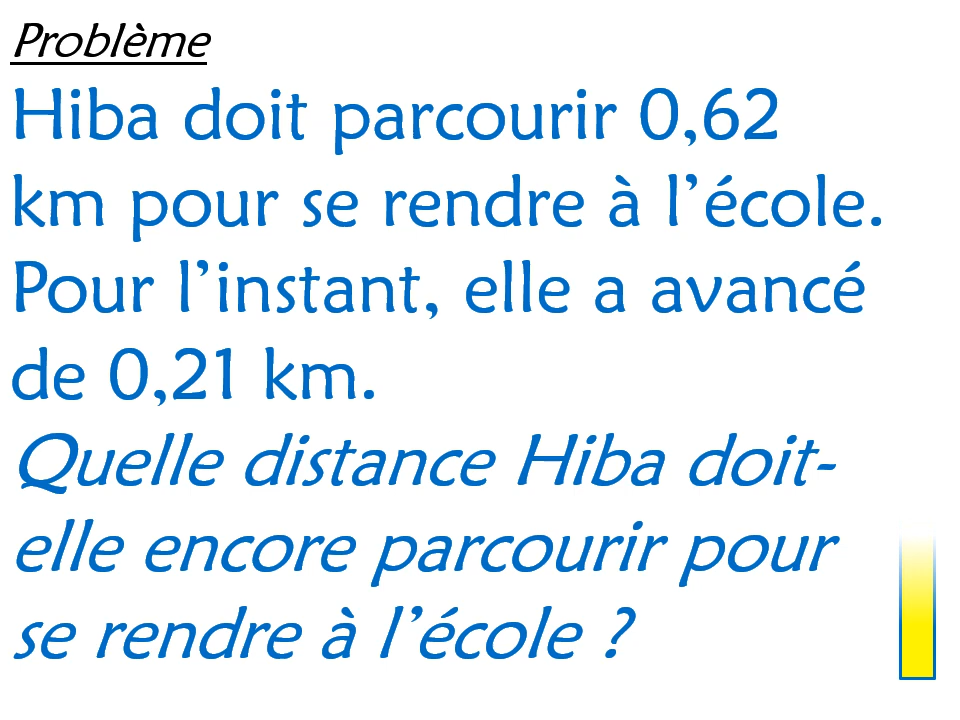 Problème
Hiba doit parcourir 0,62
km pour se rendre à l’école.
Pour l’instant, elle a avancé
de 0,21 km.
Quelle distance Hiba doit-
elle encore parcourir pour
se rendre à l’école ?